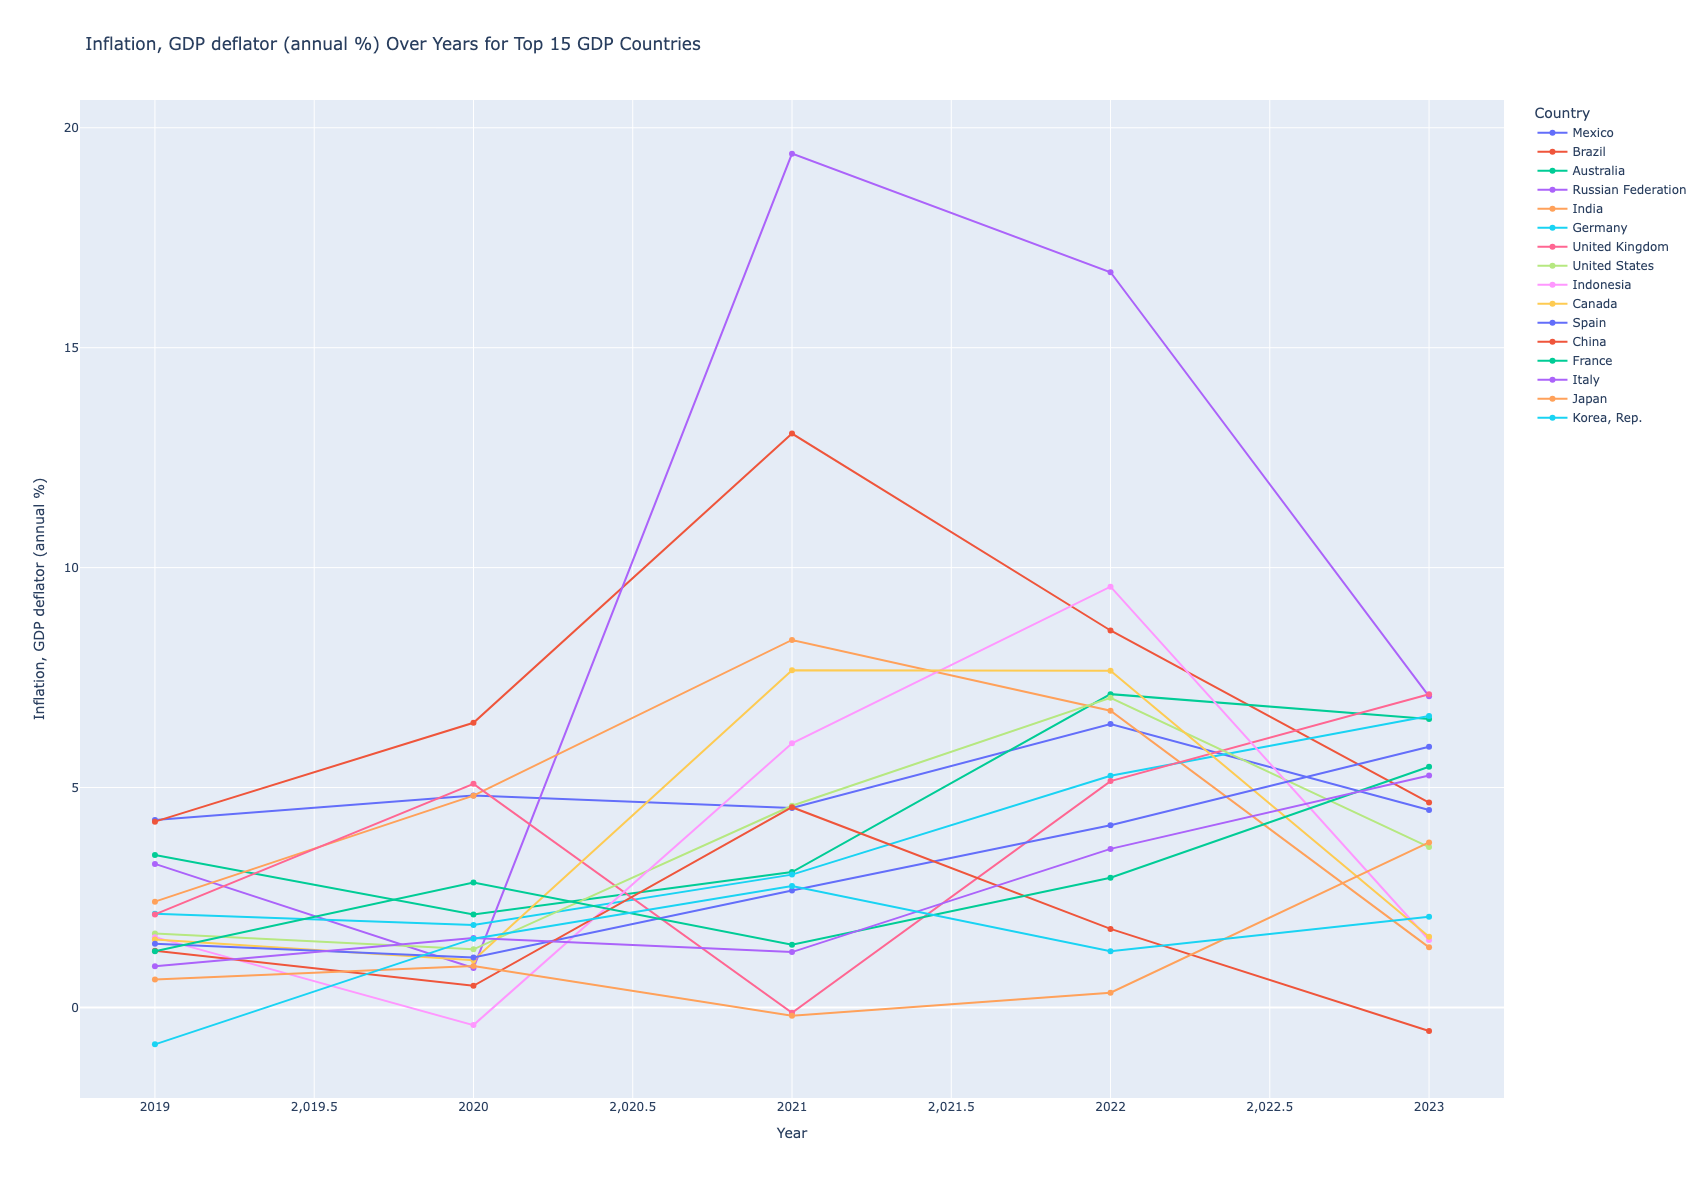 Inflation, GDP deflator (annual %) Over Years for Top 15 GDP Countries
Country
Mexico
Brazil
Australia
Russian Federation
India
Germany
United Kingdom
United States
Indonesia
Canada
Spain
China
France
Italy
Japan
Korea, Rep.
Inflation, GDP deflator (annual %)
20
15
10
5
0
2019 2,019.5 2020 2,020.5 2021 2,021.5 2022 2,022.5 2023
Year